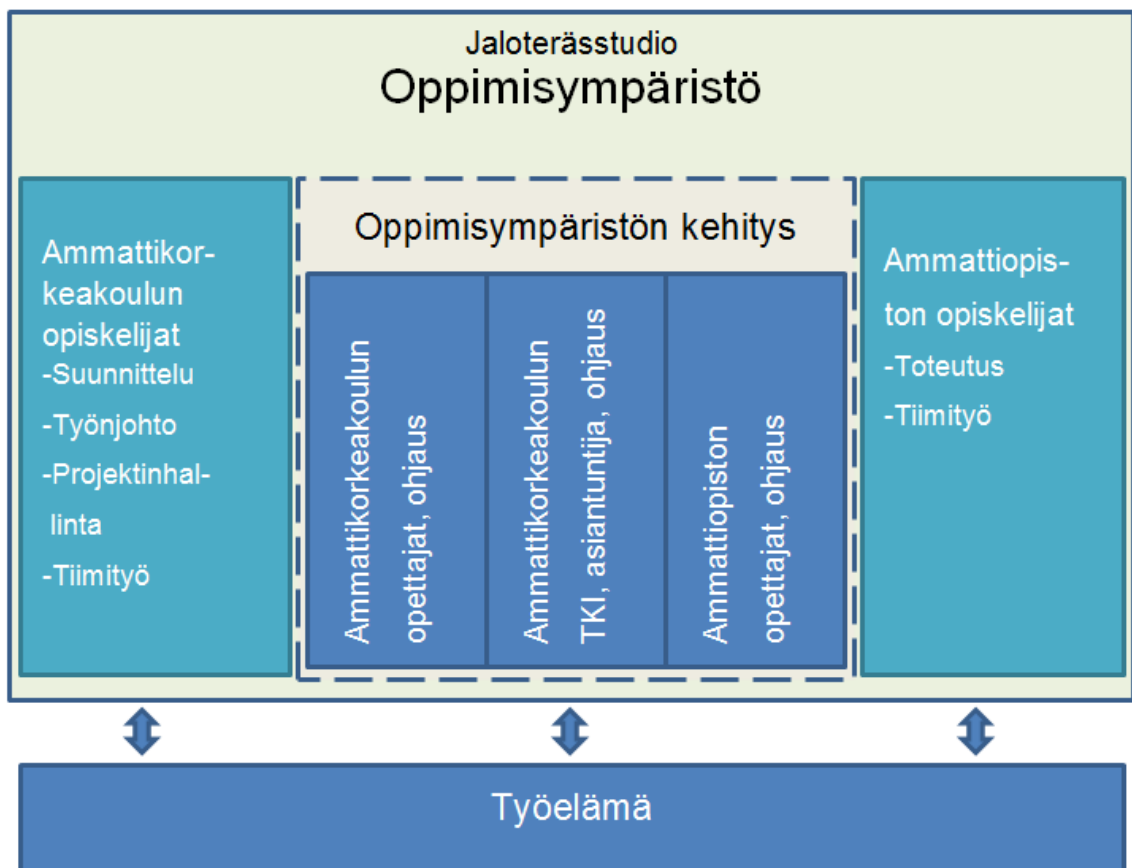 Jaloterässtudio
Oppimisympäristö
Ammattikor-
keakoulun
opiskelijat
-Suunnittelu
-Työnjohto
-Projektinhal-
linta
-Tiimityö
Oppimisympäristön kehitys
Ammattikorkeakoulun
opettajat, ohjaus
Ammattikorkeakoulun
TKI, asiantuntija, ohjaus
Ammattiopiston
opettajat, ohjaus
Ammattiopis-
ton opiskelijat
-Toteutus
-Tiimityö
Työelämä